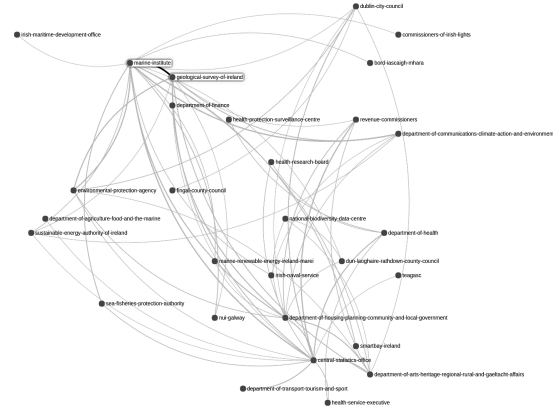 dublin-city-council
irish-maritime-development-office
commissioners-of-irish-lights
marine-institute
bord-iascaigh-mhara
geological-survey-of-ireland
department-of-finance
health-protection-surveillance-centre
revenue-commissioners
department-of-communications-climate-action-and-environment
health-research-board
environmental-protection-agency
fingal-county-council
department-of-agriculture-food-and-the-marine
national-biodiversity-data-centre
sustainable-energy-authority-of-ireland
department-of-health
marine-renewable-energy-ireland-marei
dun-laoghaire-rathdown-county-council
irish-naval-service
teagasc
sea-fisheries-protection-authority
nui-galway
department-of-housing-planning-community-and-local-government
smartbay-ireland
central-statistics-office
department-of-arts-heritage-regional-rural-and-gaeltacht-affairs
department-of-transport-tourism-and-sport
health-service-executive